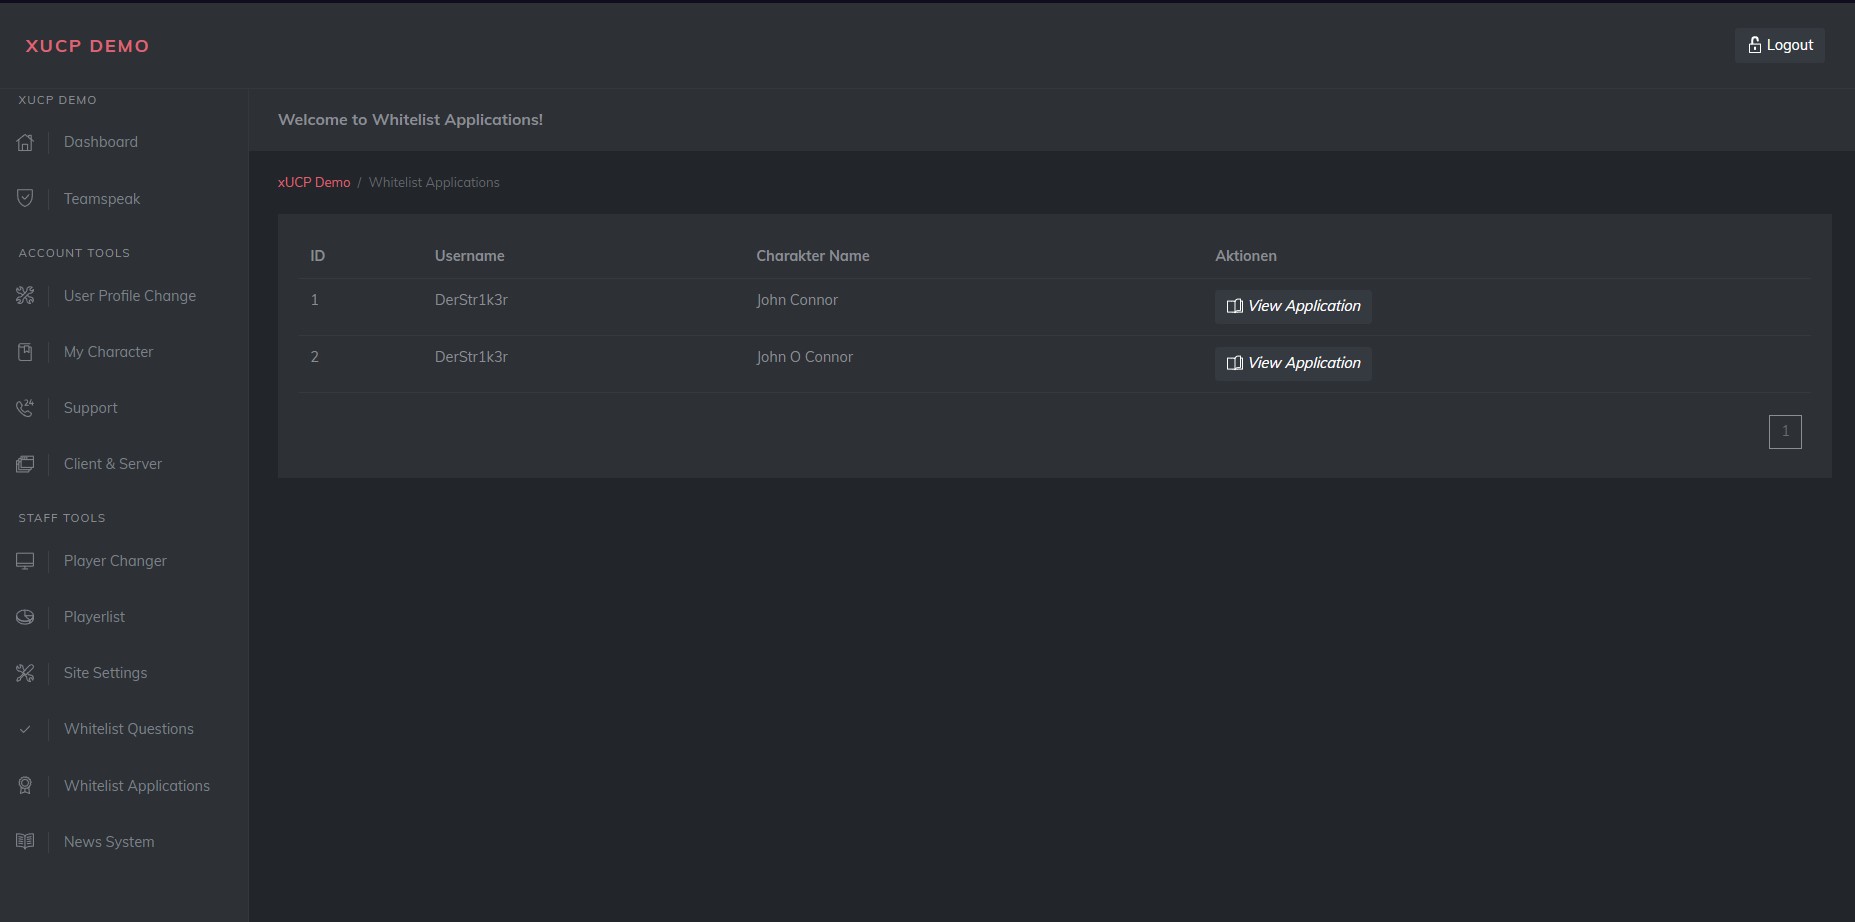 XUCP DEMO
Logout
XUCP DEMO
Dashboard
Teamspeak
ACCOUNT TOOLS
User Profile Change
My Character
24
Support
Client & Server
STAFF TOOLS
Player Changer
Playerlist
Site Settings
Whitelist Questions
Whitelist Applications
News System
Welcome to Whitelist Applications!
xUCP Demo / Whitelist Applications
ID Username Charakter Name Aktionen
1 DerStr1k3r John Connor View Application
2 DerStr1k3r John O Connor View Application
1